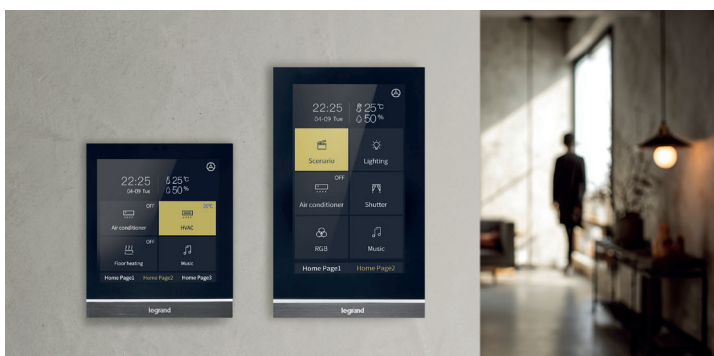 22:25 25°C
04-09 Tue 50%
OFF 20°C
Air conditioner HVAC
OFF
Floor heating Music
Home Page1 Home Page2 Home Page3
legrand
22:25 25°C
04-09 Tue 50%
Scenario Lighting
OFF
Air conditioner Shutter
RGB Music
Home Page1 Home Page2
legrand